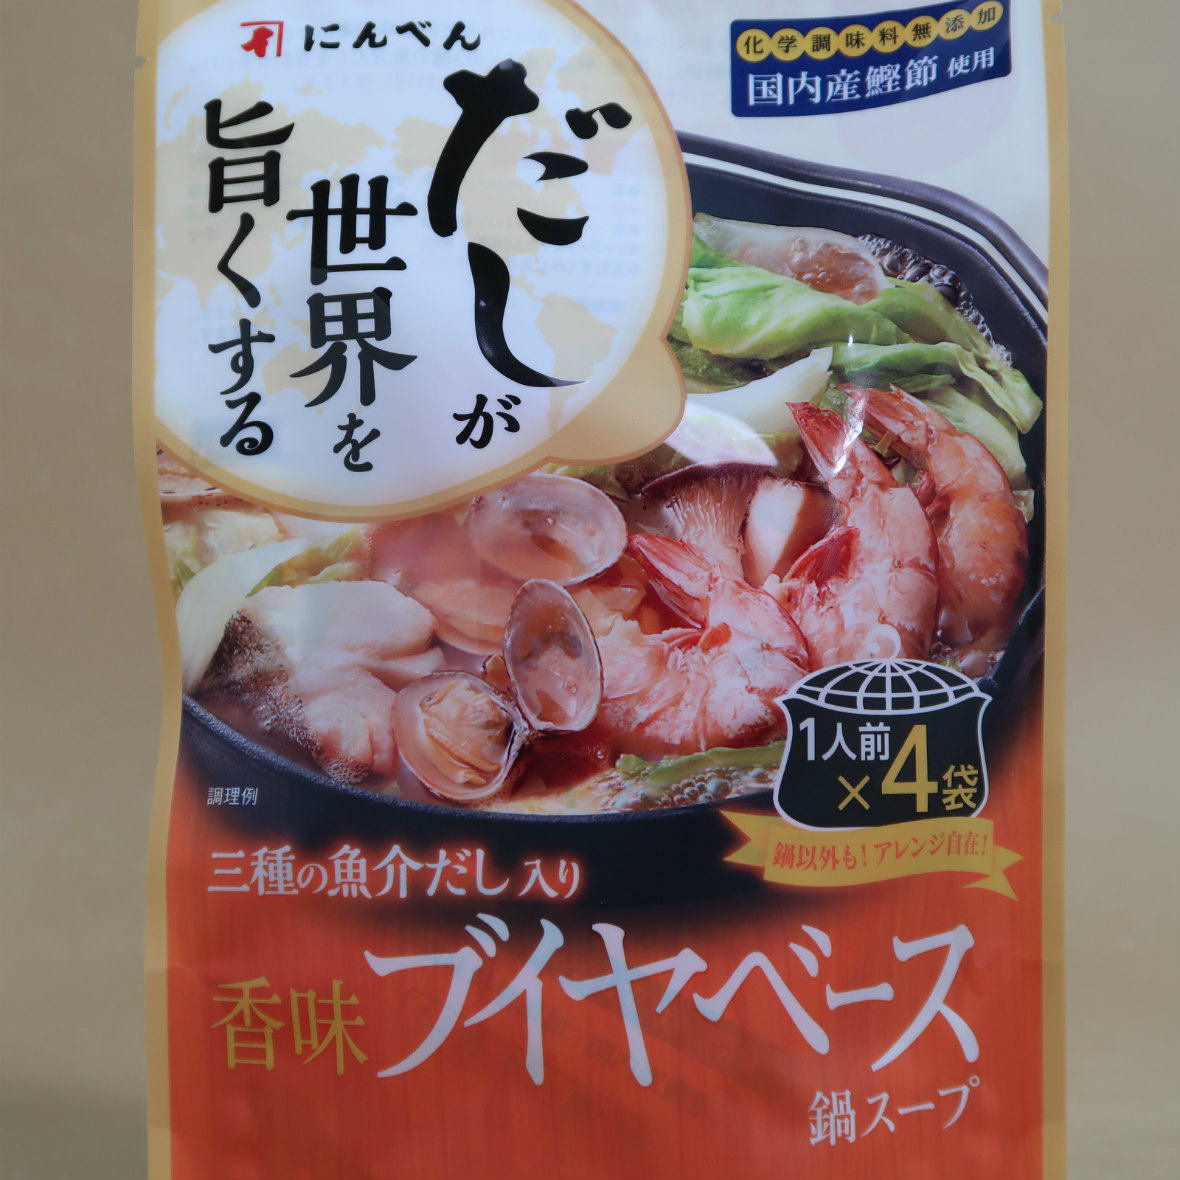 にんべん
化学調味料無添加
国内産鰹節使用
だしが
世界を
旨くする
1人前
×4袋
鍋以外も!アレンジ自在!
調理例
三種の魚介だし入り
香味ブイヤベース
鍋スープ